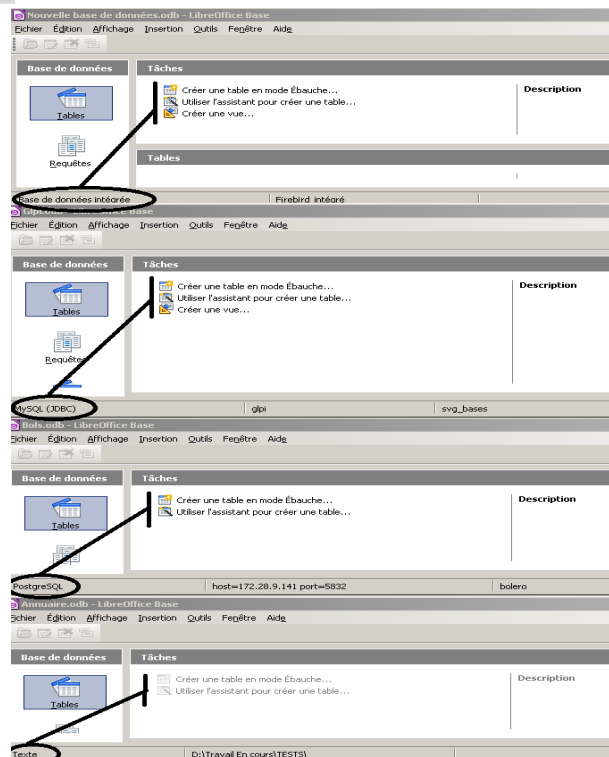 Nouvelle base de données.odb - LibreOffice Base
Fichier Édition Affichage Insertion Outils Fenêtre Aide
Base de données Tâches
Créer une table en mode Ébauche... Description
Utiliser l'assistant pour créer une table...
Créer une vue...
Tables
Requêtes
Tables
Base de données intégrée Firebird intégré
Glpi.odb - LibreOffice Base
Fichier Édition Affichage Insertion Outils Fenêtre Aide
Base de données Tâches
Créer une table en mode Ébauche... Description
Utiliser l'assistant pour créer une table...
Créer une vue...
Tables
Requêtes
MySQL (JDBC) glpi svg_bases
Bols.odb - LibreOffice Base
Fichier Édition Affichage Insertion Outils Fenêtre Aide
Base de données Tâches
Créer une table en mode Ébauche... Description
Utiliser l'assistant pour créer une table...
Tables
PostgreSQL host=172.28.9.141 port=5832 bolero
Annuaire.odb - LibreOffice Base
Fichier Édition Affichage Insertion Outils Fenêtre Aide
Base de données Tâches
Créer une table en mode Ébauche... Description
Utiliser l'assistant pour créer une table...
Tables
Texte D:\Travail En cours\TESTS\